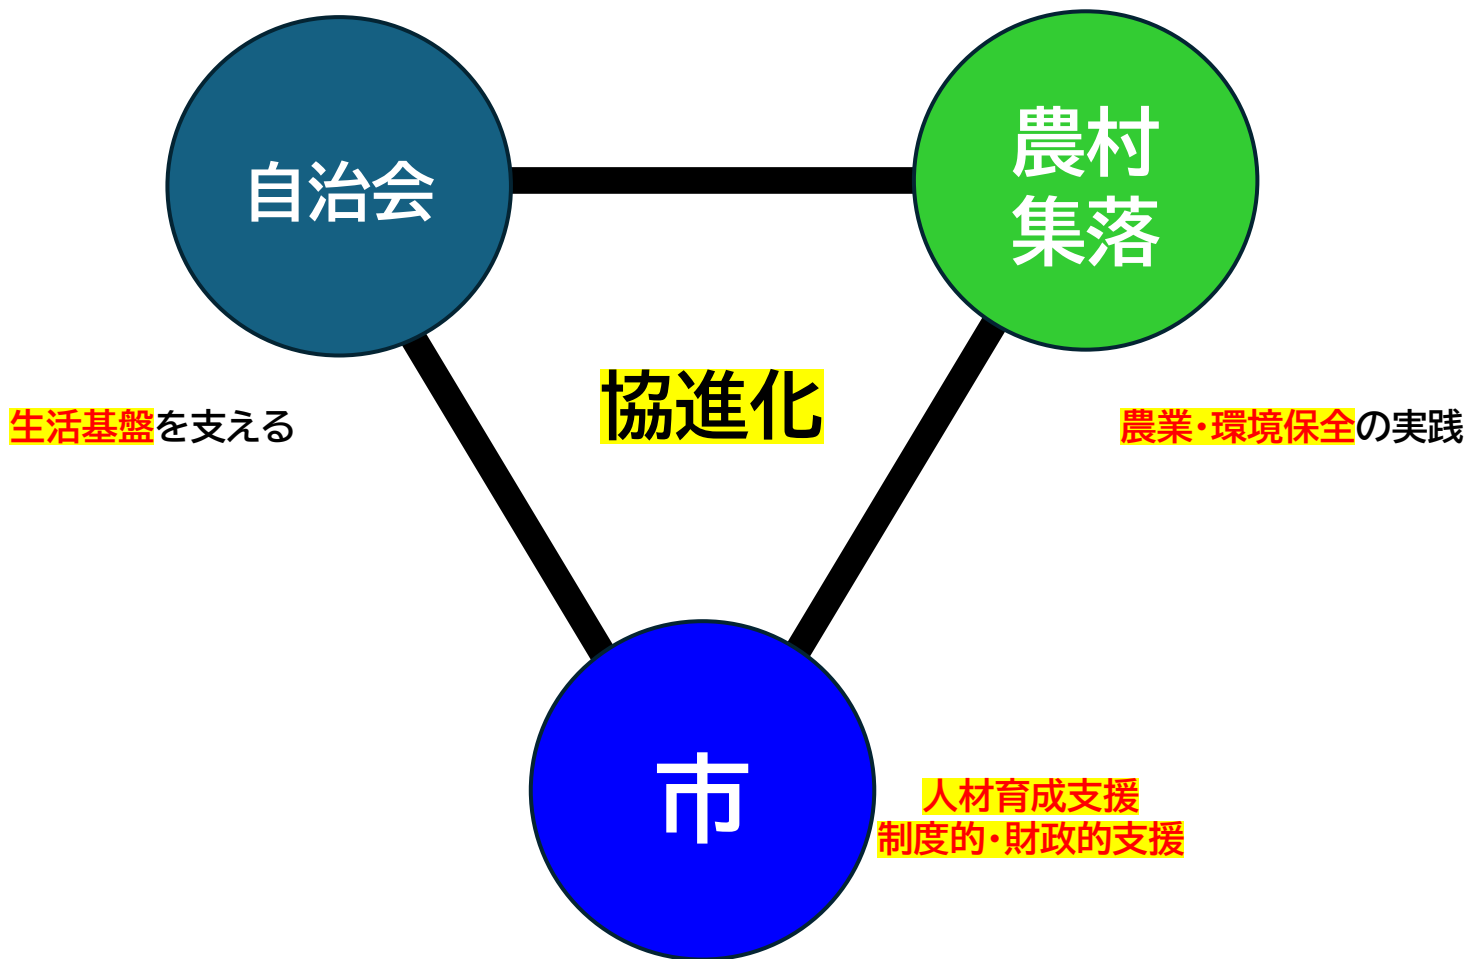 自治会
農村
集落
協進化
生活基盤を支える
農業・環境保全の実践
市
人材育成支援
制度的・財政的支援